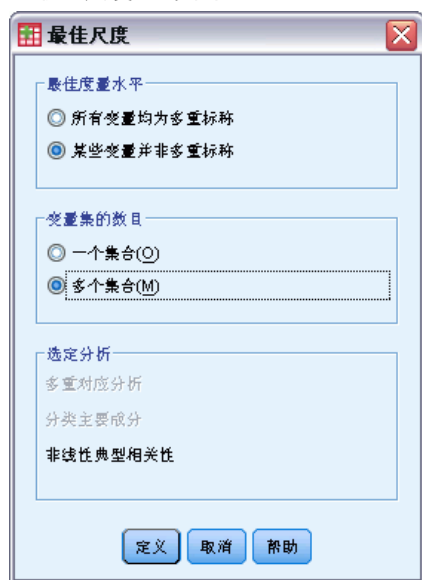 最佳尺度
最佳度量水平
所有变量均为多重标称
某些变量并非多重标称
变量集的数目
一个集合(O)
多个集合(M)
选定分析
多重对应分析
分类主要成分
非线性典型相关性
定义 取消 帮助